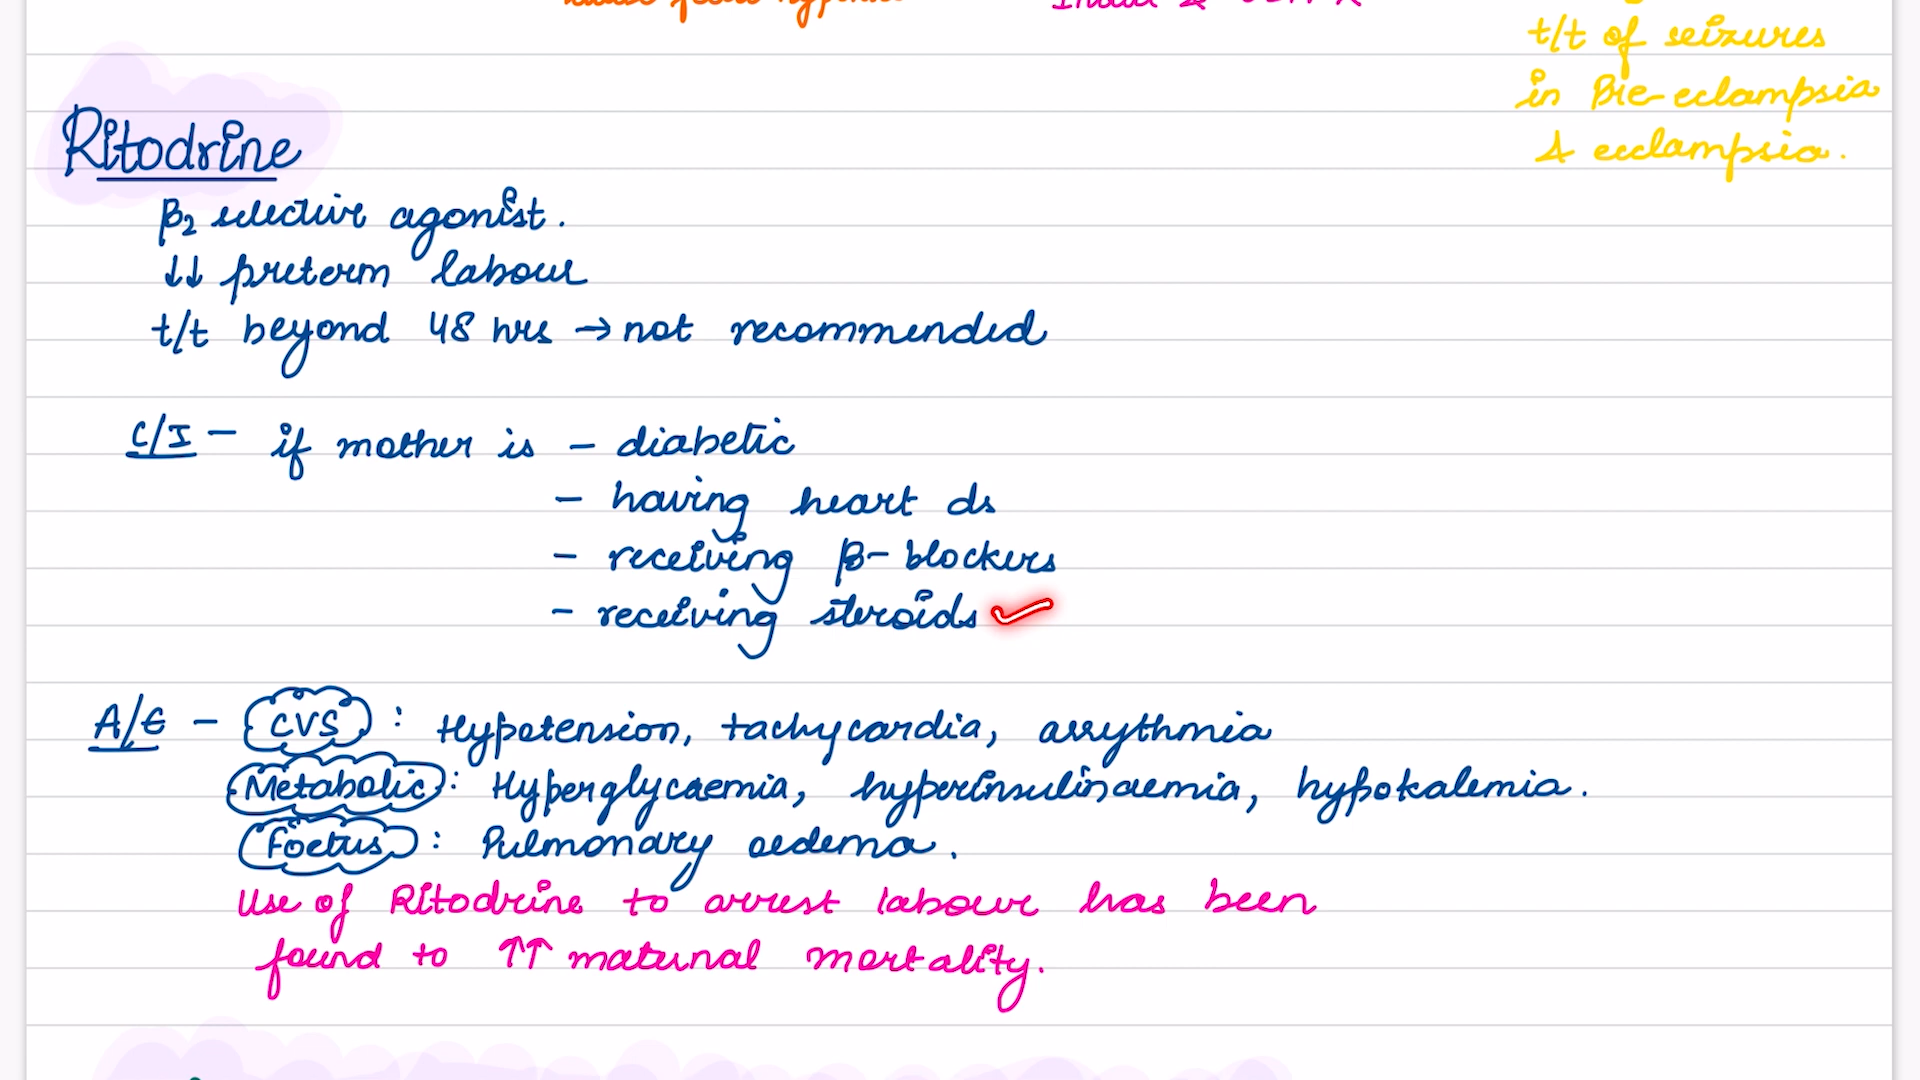 t/t of seizures
in Pre-eclampsia
& ecclampsia.
Ritodrine
β2 selective agonist.
↓↓ preterm labour
t/t beyond 48 hrs → not recommended
C/I - if mother is - diabetic
- having heart ds
- receiving β-blockers
- receiving steroids
A/E - CVS : Hypotension, tachycardia, arrythmia
Metabolic : Hyperglycaemia, hyperinsulinaemia, hypokalemia.
Foetus : Pulmonary oedema.
Use of Ritodrine to arrest labour has been
found to ↑↑ maternal mortality.